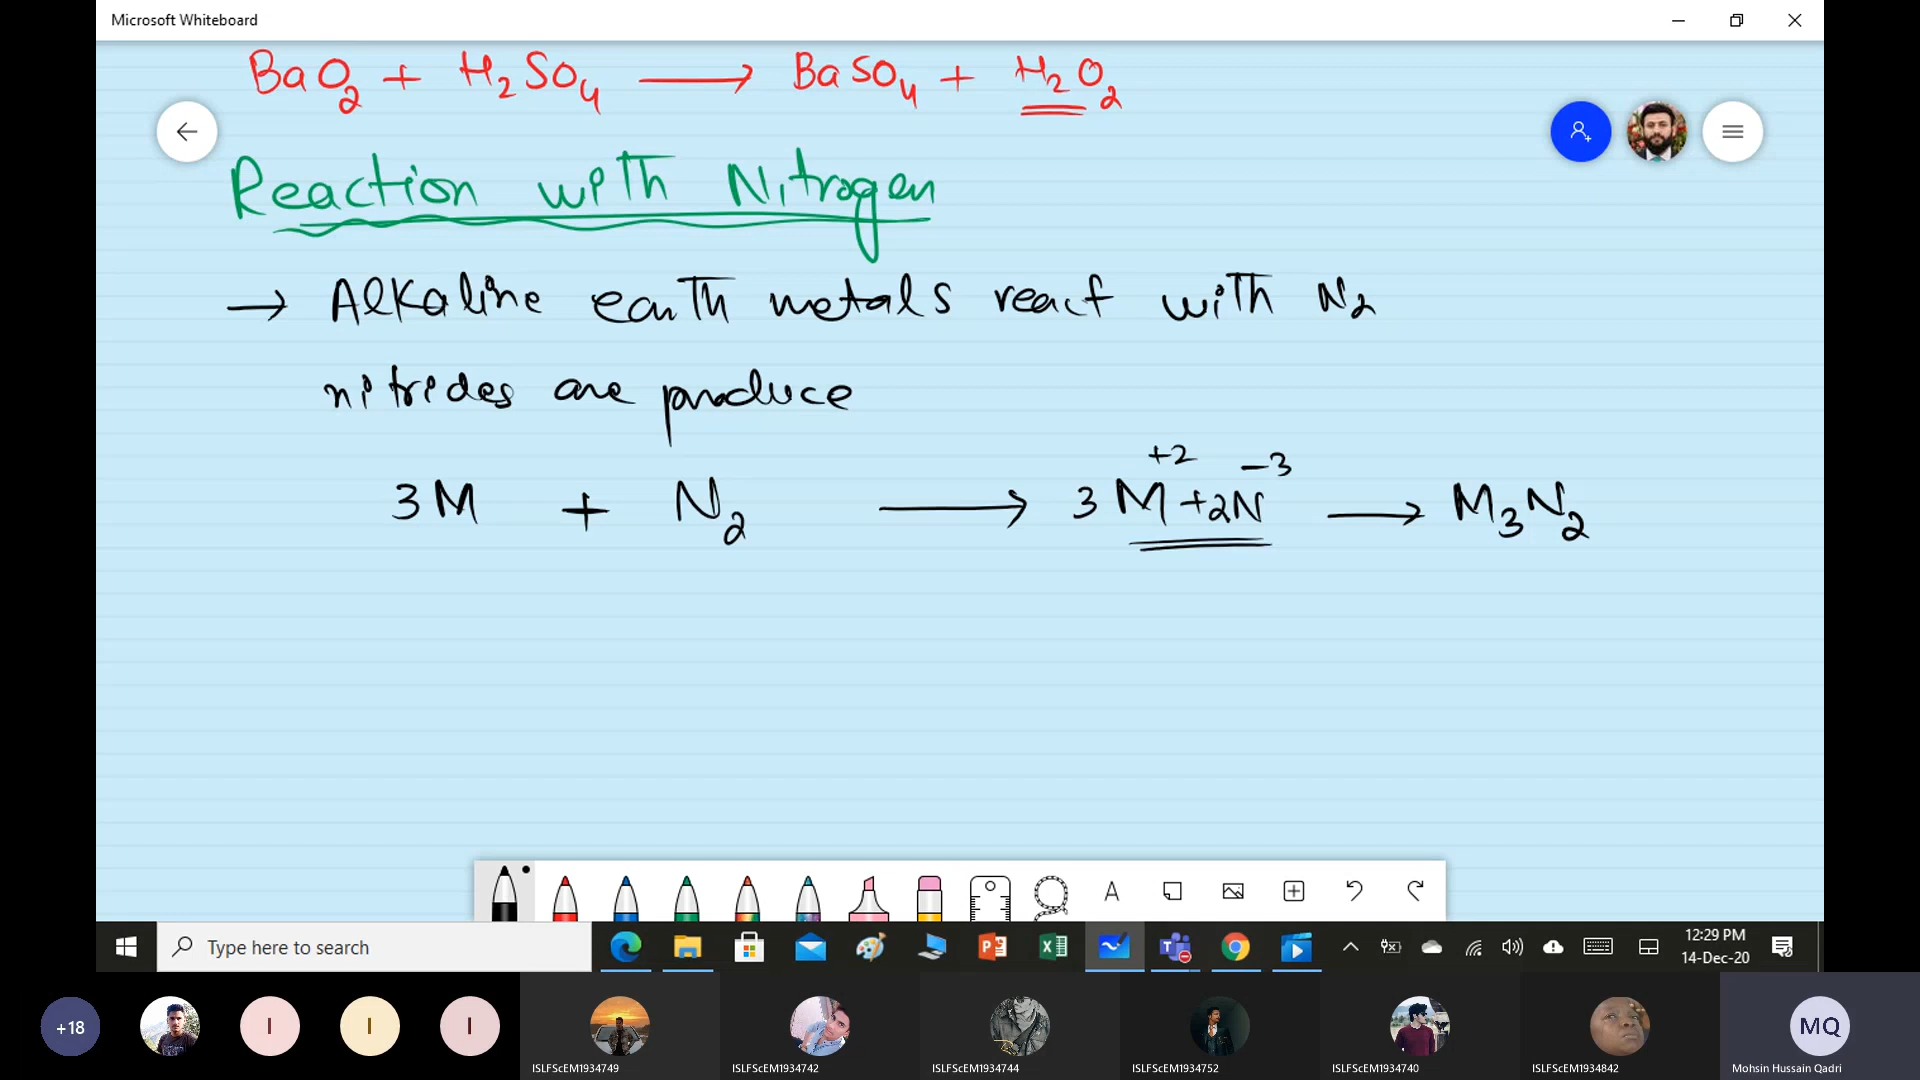 Microsoft Whiteboard
BaO₂ + H₂SO₄ ⟶ BaSO₄ + H₂O₂
Reaction with Nitrogen
→ Alkaline earth metals react with N₂
nitrides are produce
3M + N₂ ⟶ 3M⁺² + 2N⁻³ ⟶ M₃N₂
A
Type here to search
12:29 PM
14-Dec-20
+18
I
I
I
ISLFScEM1934749
ISLFScEM1934742
ISLFScEM1934744
ISLFScEM1934752
ISLFScEM1934740
ISLFScEM1934842
MQ
Mohsin Hussain Qadri